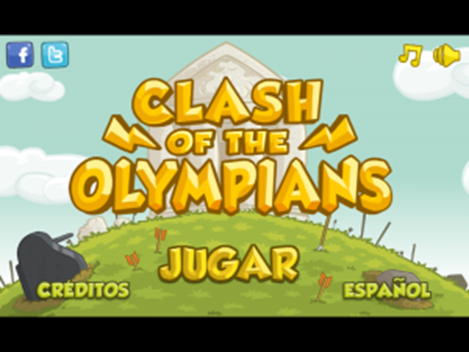 CLASH
OF THE
OLYMPIANS
JUGAR
CRÉDITOS
ESPAÑOL